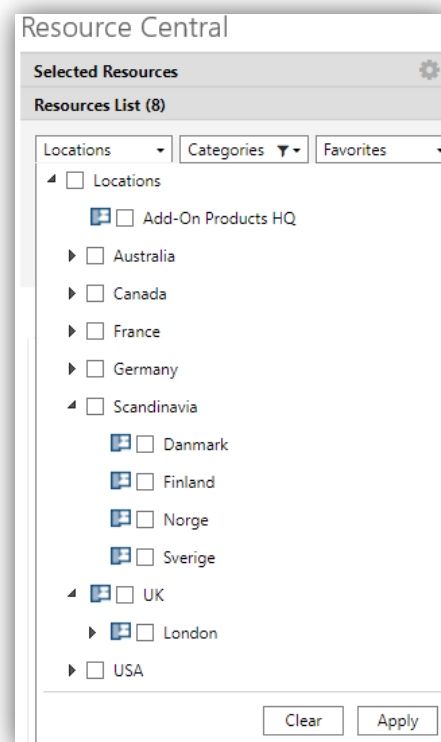 Resource Central
Selected Resources
Resources List (8)
Locations Categories Favorites
Locations
Add-On Products HQ
Australia
Canada
France
Germany
Scandinavia
Danmark
Finland
Norge
Sverige
UK
London
USA
Clear Apply